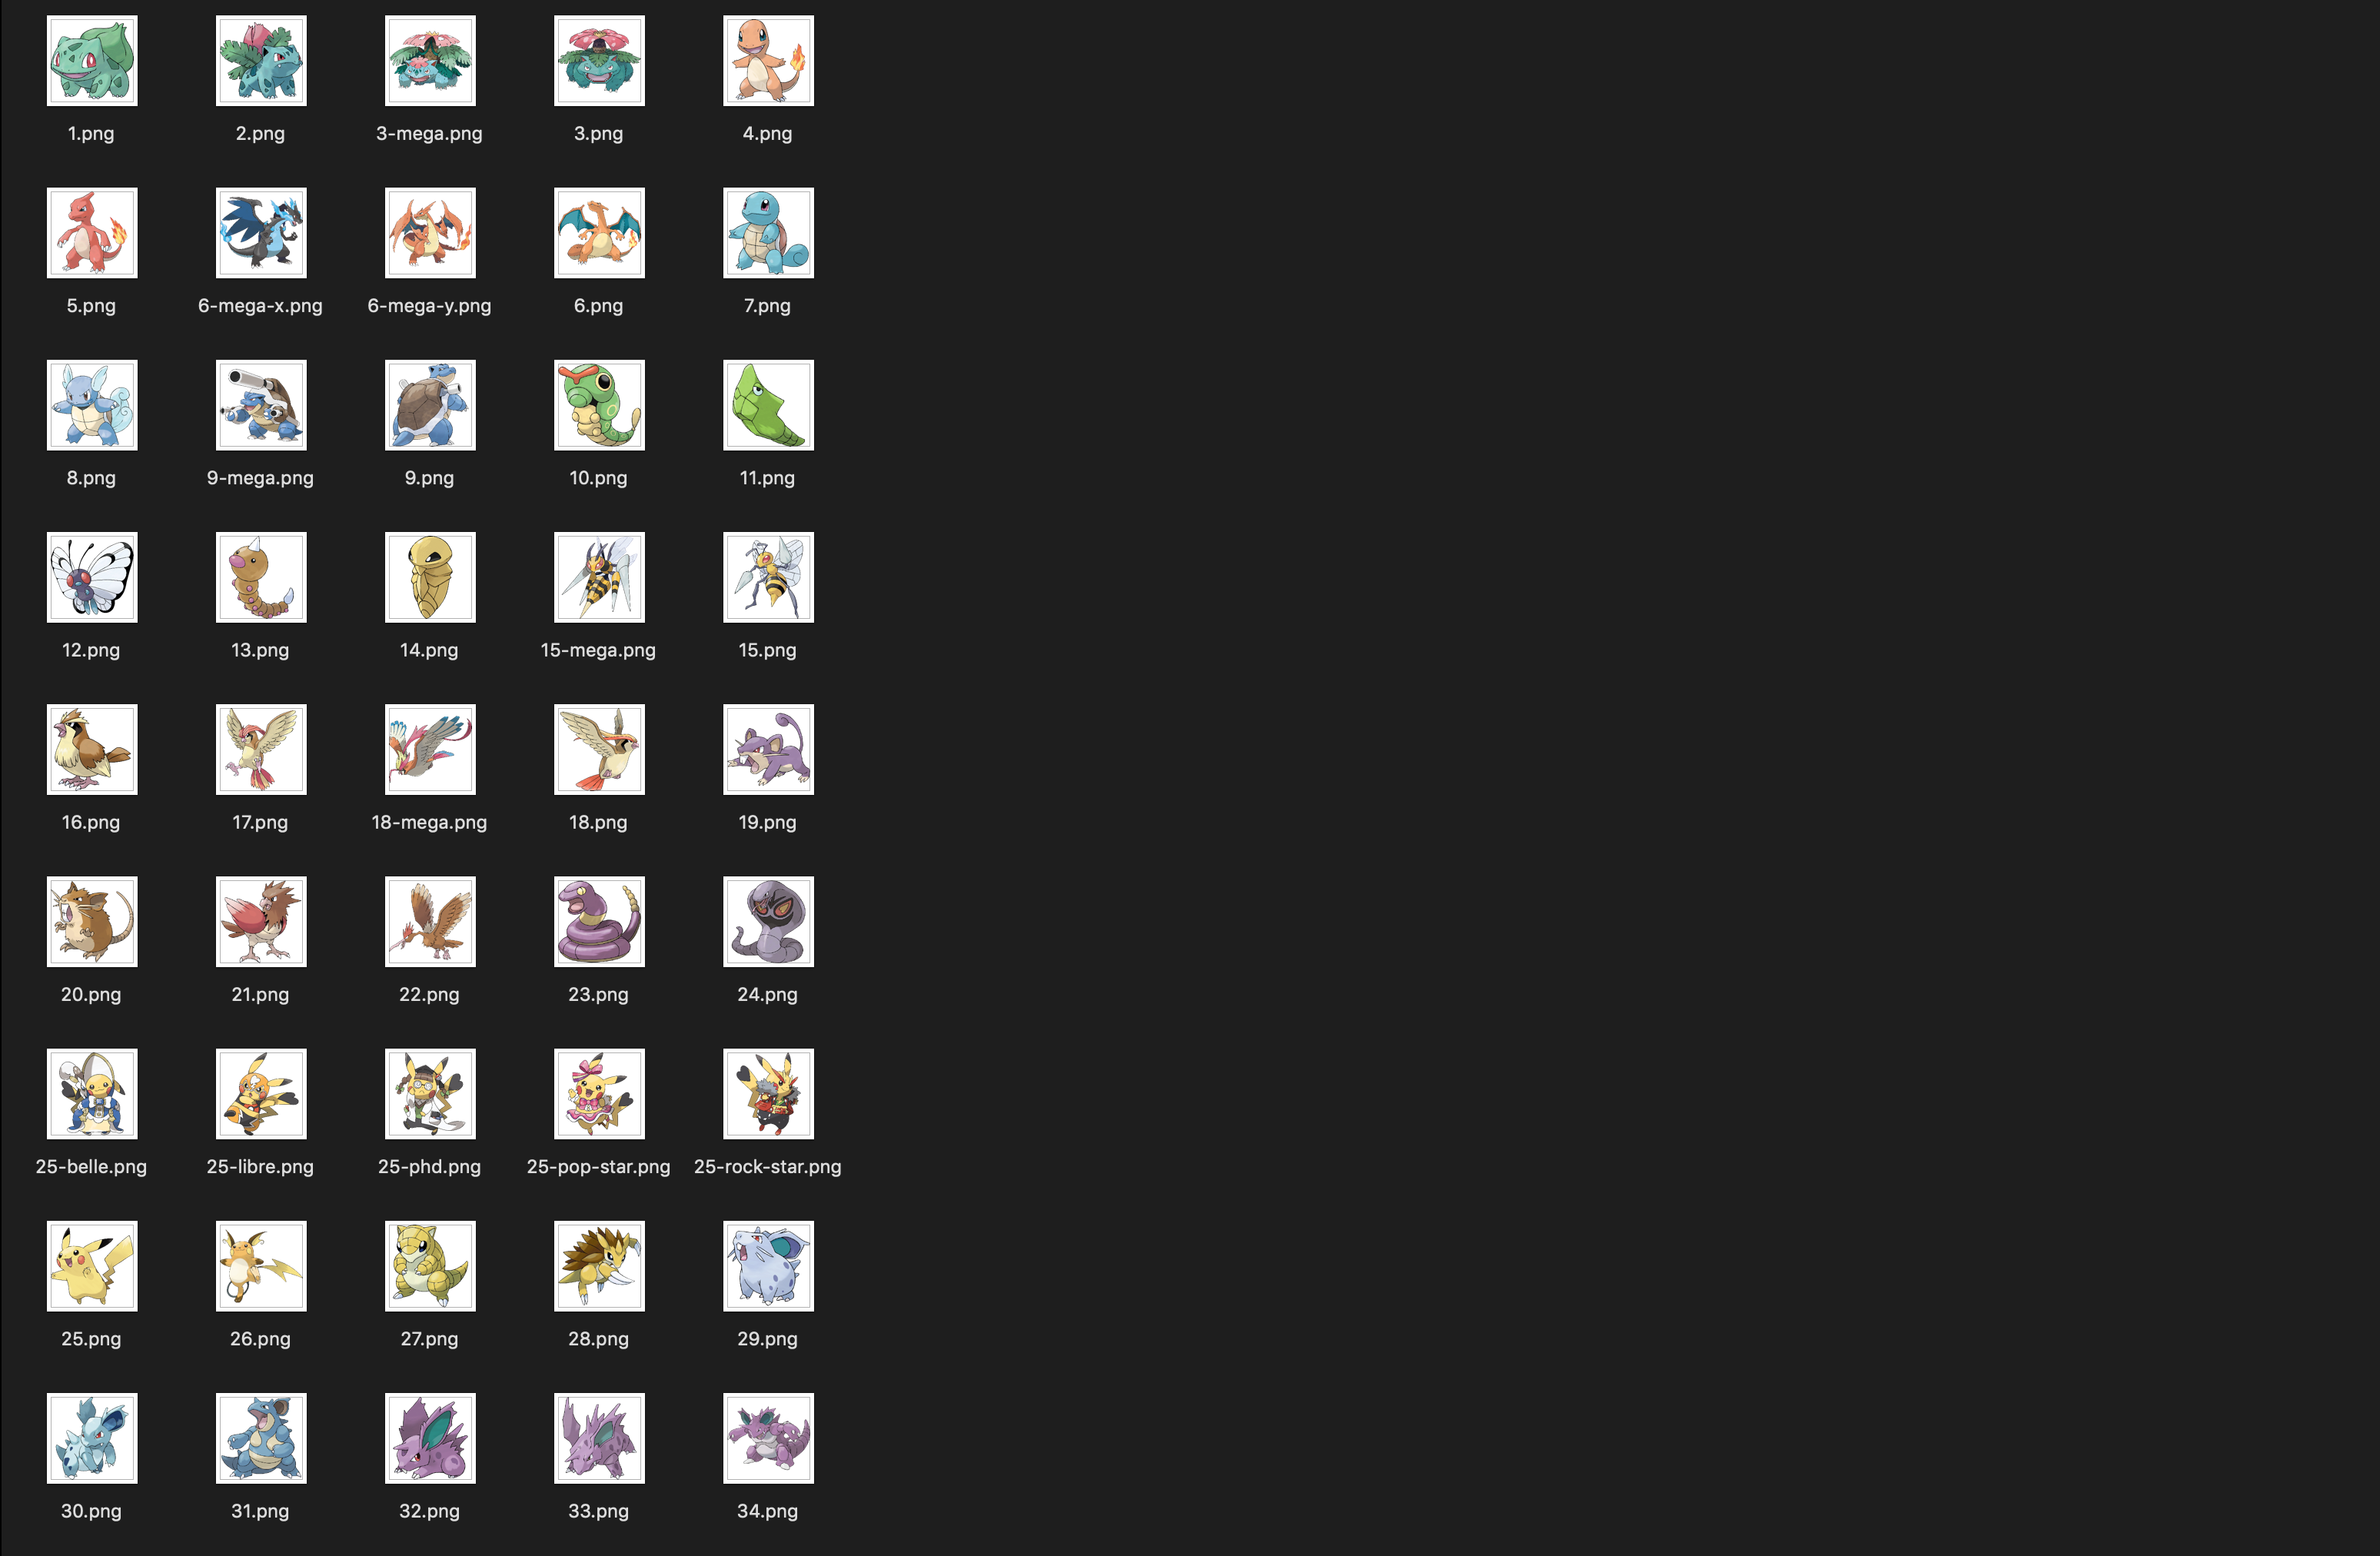 1.png 2.png 3-mega.png 3.png 4.png
5.png 6-mega-x.png 6-mega-y.png 6.png 7.png
8.png 9-mega.png 9.png 10.png 11.png
12.png 13.png 14.png 15-mega.png 15.png
16.png 17.png 18-mega.png 18.png 19.png
20.png 21.png 22.png 23.png 24.png
25-belle.png 25-libre.png 25-phd.png 25-pop-star.png 25-rock-star.png
25.png 26.png 27.png 28.png 29.png
30.png 31.png 32.png 33.png 34.png